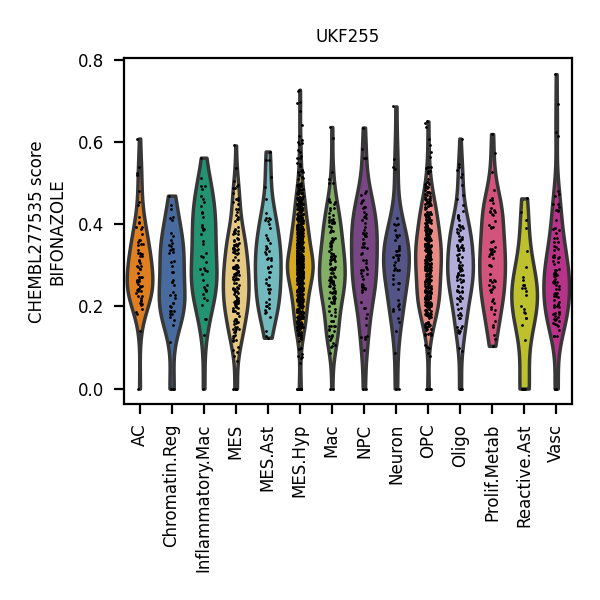 UKF255
CHEMBL277535 score
BIFONAZOLE
0.8
0.6
0.4
0.2
0.0
AC
Chromatin.Reg
Inflammatory.Mac
MES
MES.Ast
MES.Hyp
Mac
NPC
Neuron
OPC
Oligo
Prolif.Metab
Reactive.Ast
Vasc